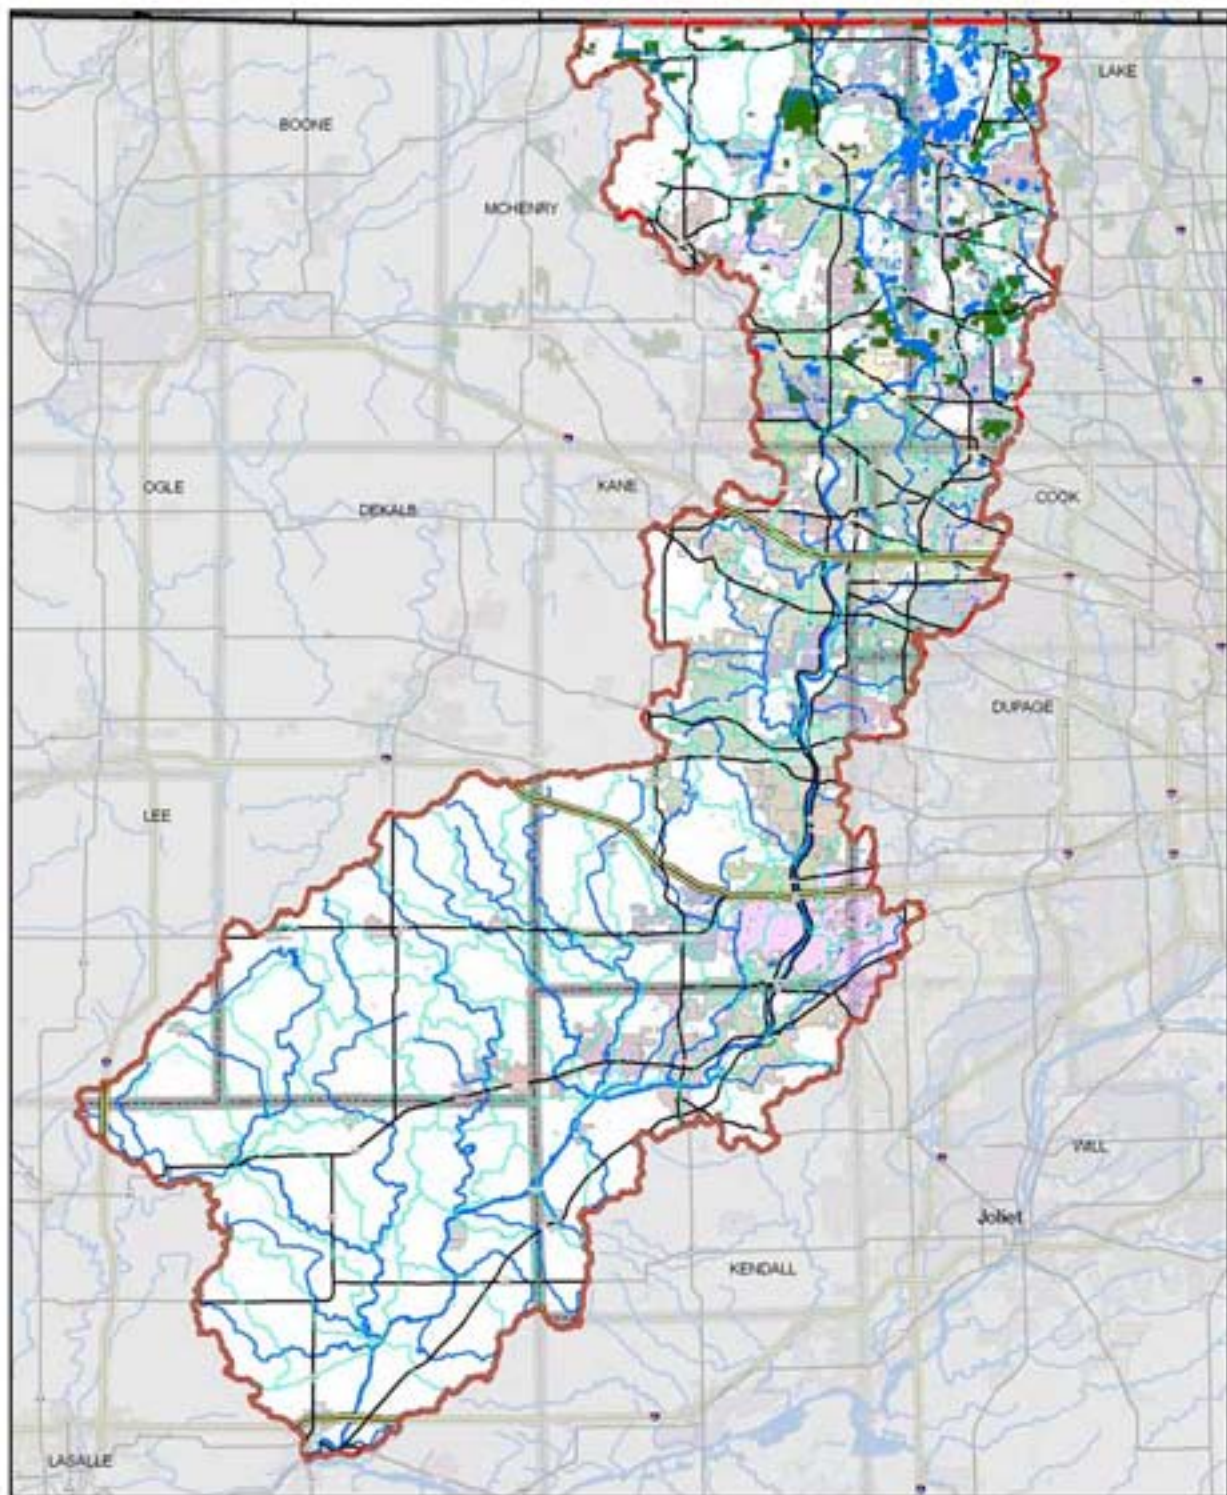 LAKE
BOONE
MCHENRY
OGLE
KANE
COOK
DEKALB
DUPAGE
LEE
WILL
Joliet
KENDALL
LASALLE